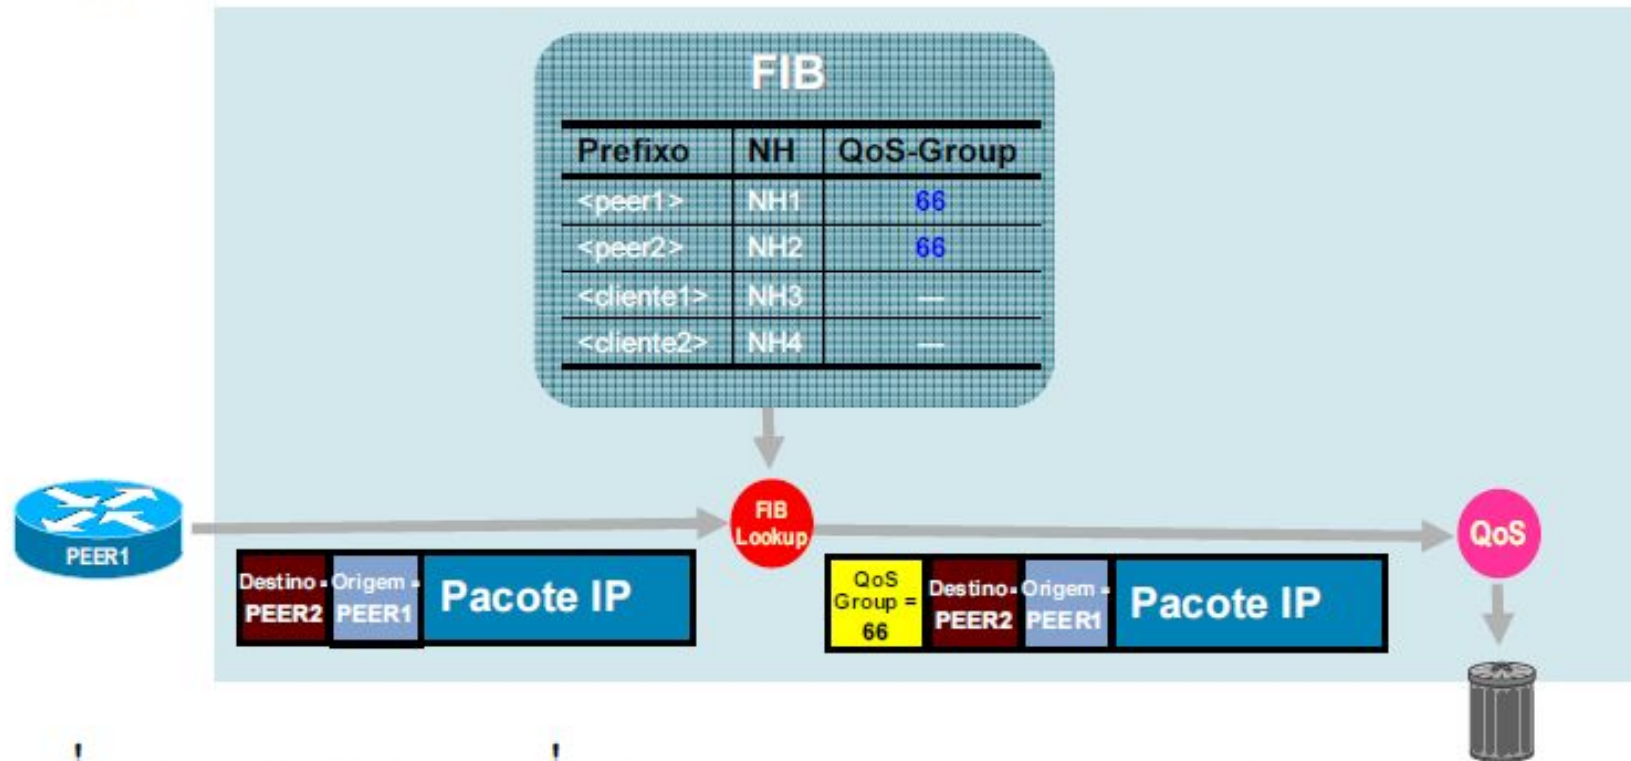 FIB
Prefixo NH QoS-Group
<peer1> NH1 66
<peer2> NH2 66
<cliente1> NH3 —
<cliente2> NH4 —
PEER1
FIB
Lookup
QoS
Destino =
PEER2
Origem =
PEER1
Pacote IP
QoS
Group =
66
Destino=
PEER2
Origem =
PEER1
Pacote IP